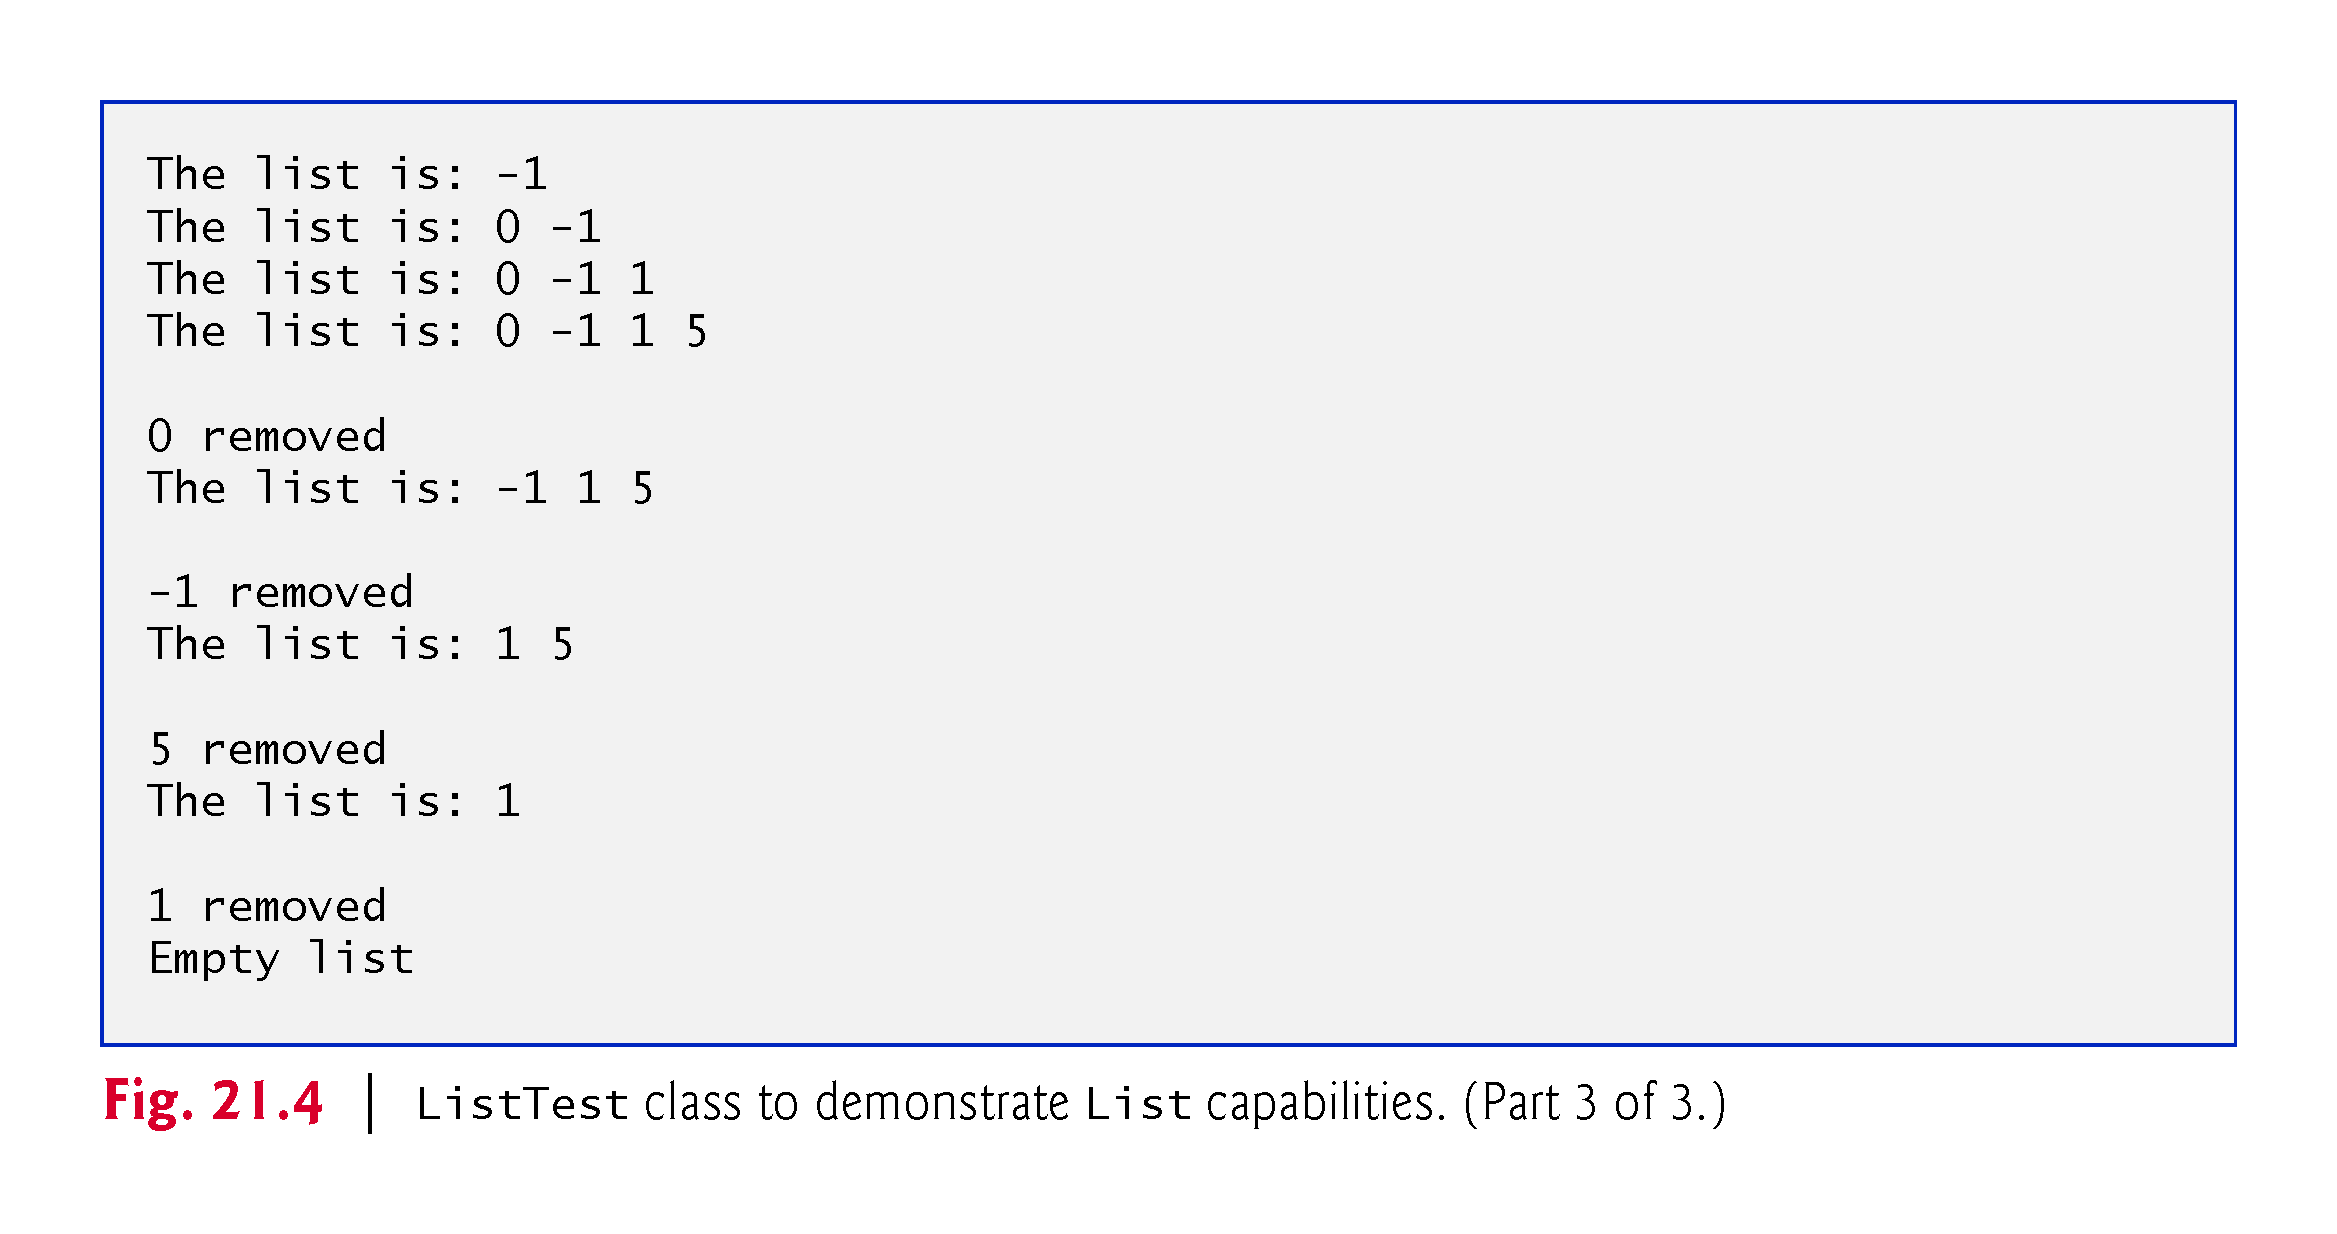 The list is: -1
The list is: 0 -1
The list is: 0 -1 1
The list is: 0 -1 1 5
0 removed
The list is: -1 1 5
-1 removed
The list is: 1 5
5 removed
The list is: 1
1 removed
Empty list
Fig. 21.4 | ListTest class to demonstrate List capabilities. (Part 3 of 3.)